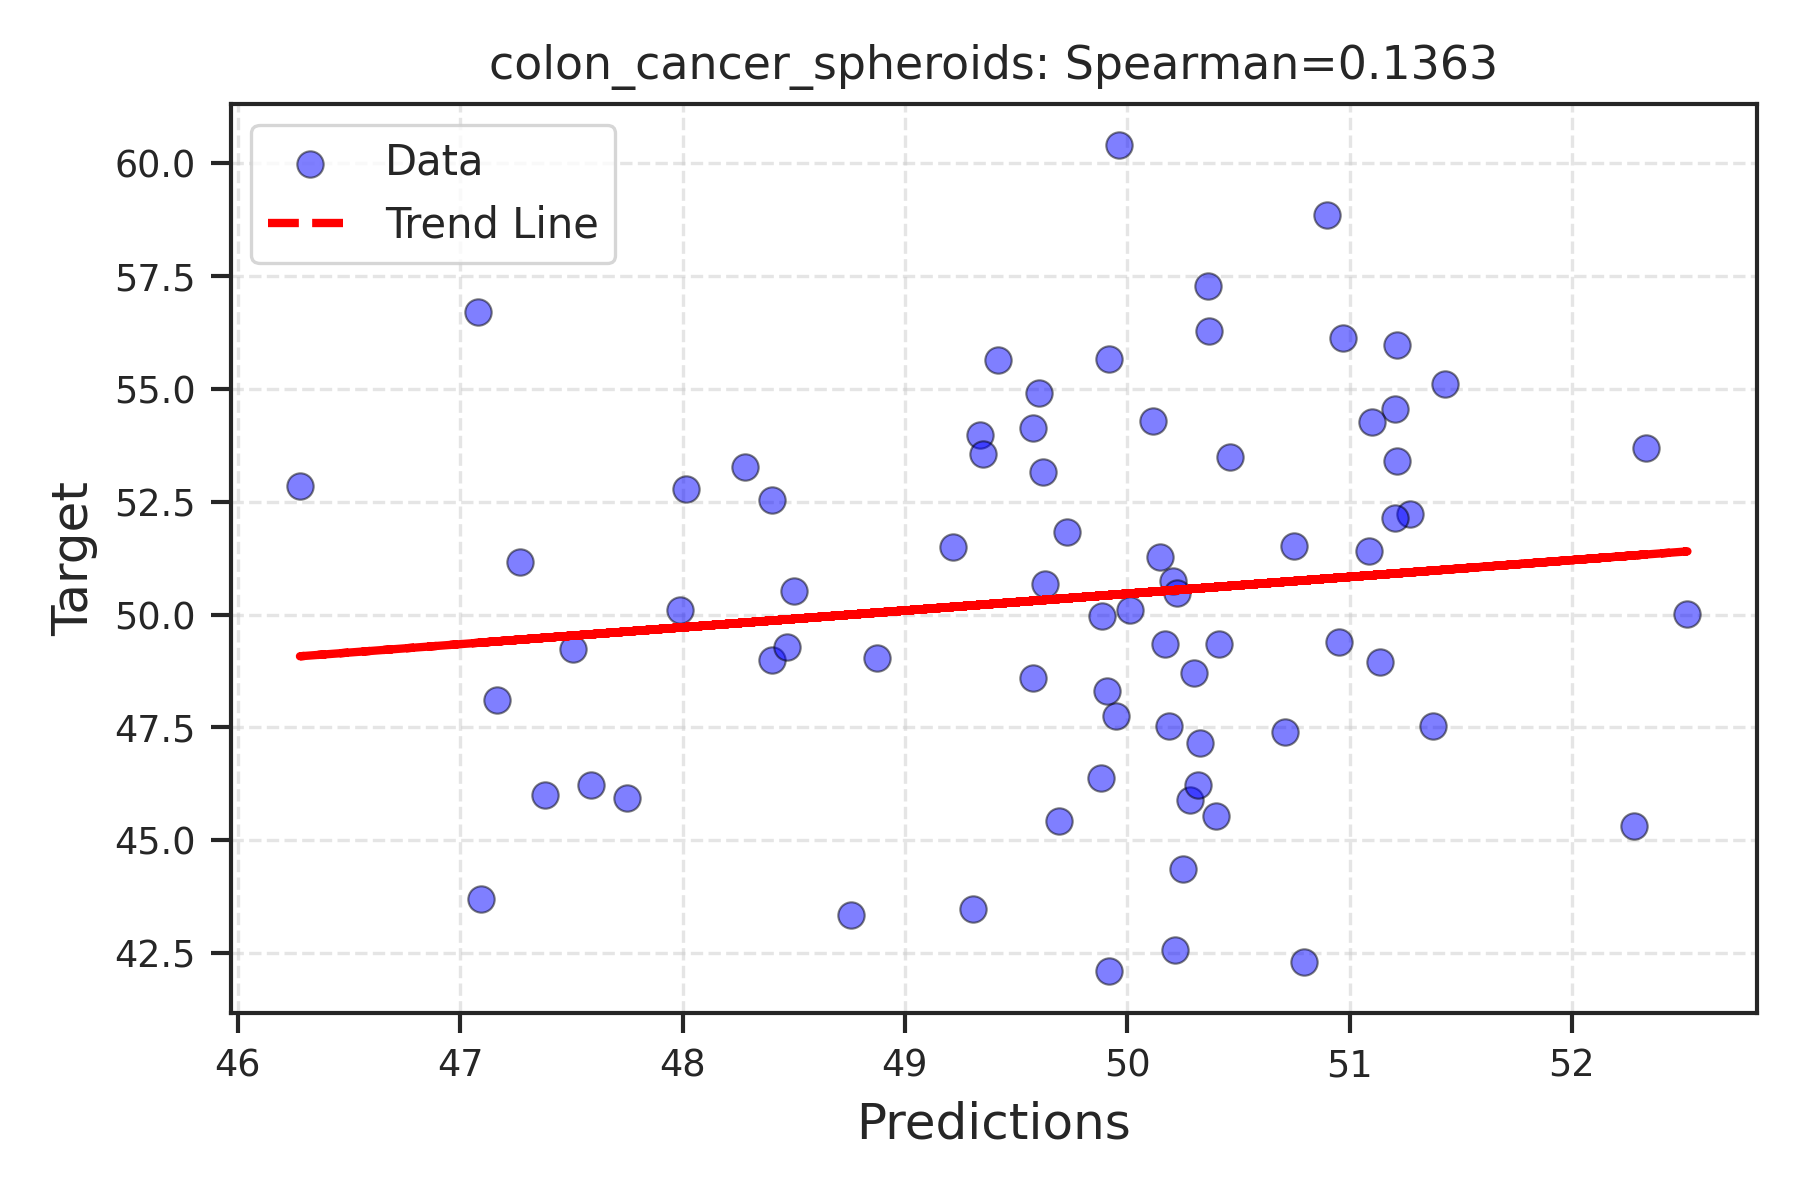 colon_cancer_spheroids: Spearman=0.1363
Data
Trend Line
60.0
57.5
55.0
52.5
50.0
47.5
45.0
42.5
Target
46 47 48 49 50 51 52
Predictions